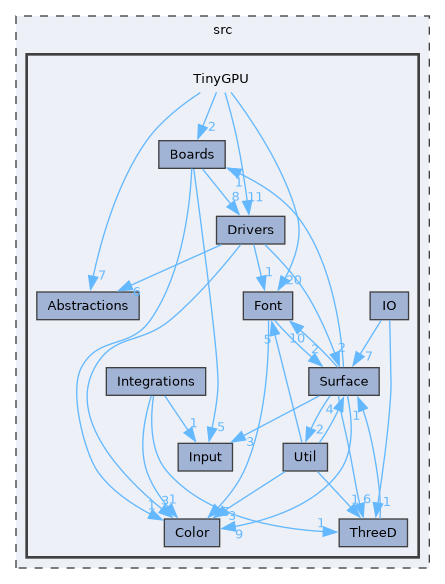 src
TinyGPU
2
Boards
1
8
11
Drivers
7
6
1
20
Abstractions
Font
IO
5
10
2
2
7
Integrations
Surface
4
1
1
5
2
3
Input
Util
1
3
1
3
9
1
1
6
1
Color
ThreeD